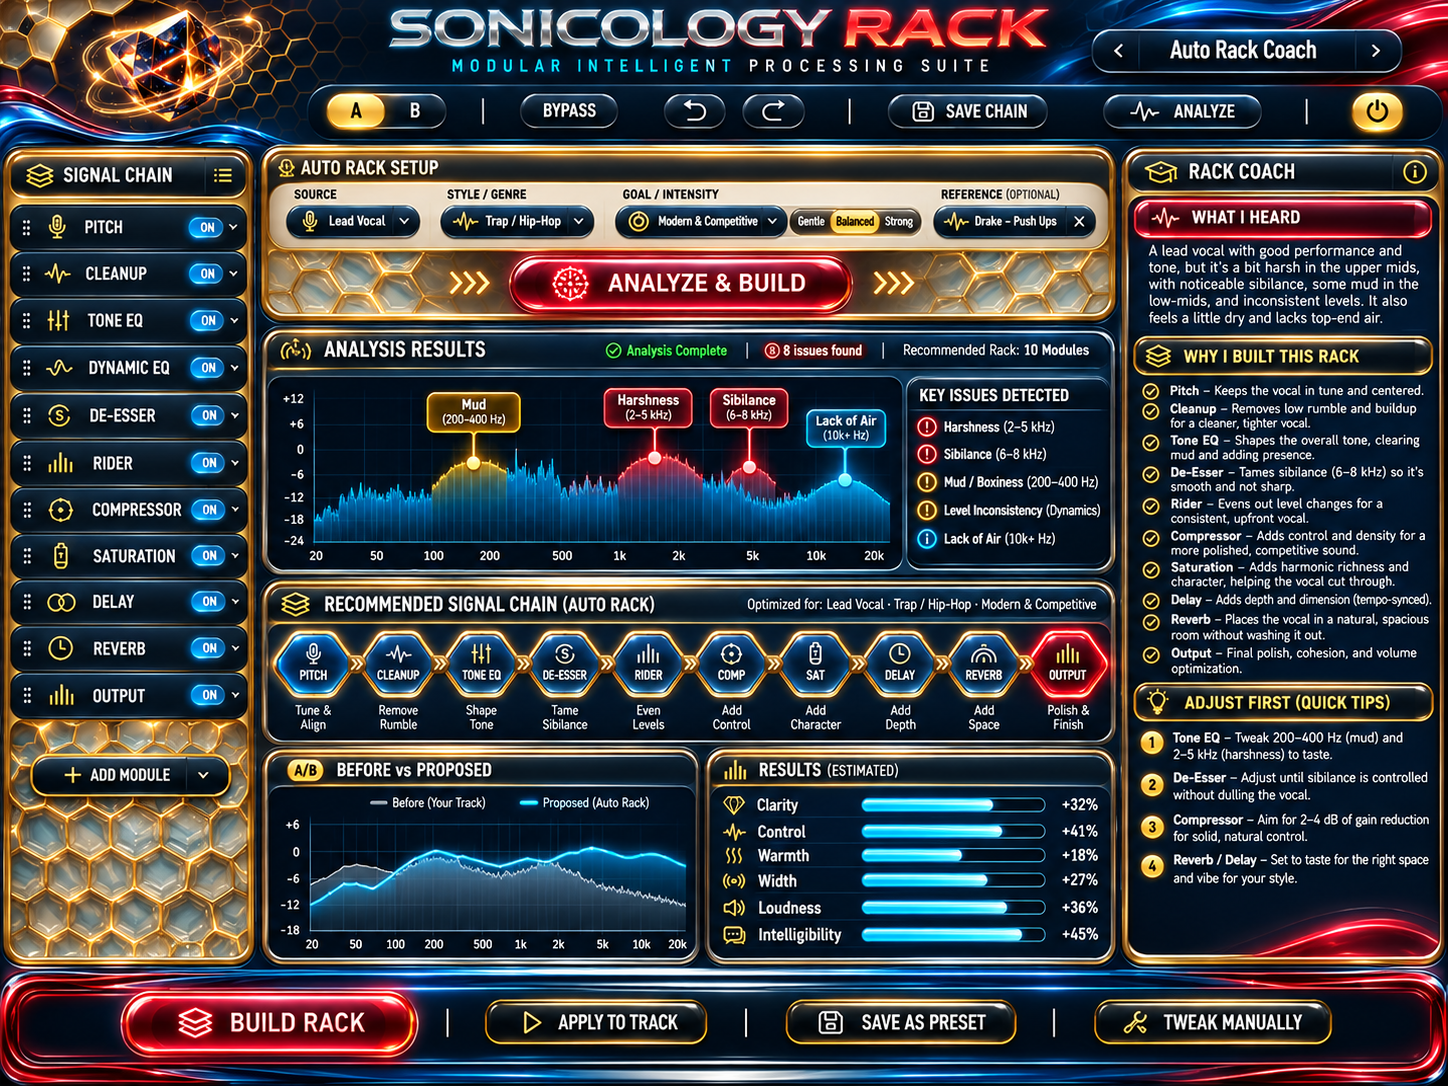 SONICOLOGY RACK
MODULAR INTELLIGENT PROCESSING SUITE
Auto Rack Coach
A B
BYPASS
SAVE CHAIN
ANALYZE
SIGNAL CHAIN
PITCH ON
CLEANUP ON
TONE EQ ON
DYNAMIC EQ ON
DE-ESSER ON
RIDER ON
COMPRESSOR ON
SATURATION ON
DELAY ON
REVERB ON
OUTPUT ON
+ ADD MODULE
AUTO RACK SETUP
SOURCE
Lead Vocal
STYLE / GENRE
Trap / Hip-Hop
GOAL / INTENSITY
Modern & Competitive
Gentle Balanced Strong
REFERENCE (OPTIONAL)
Drake – Push Ups ×
ANALYZE & BUILD
ANALYSIS RESULTS
Analysis Complete
8 8 issues found
Recommended Rack: 10 Modules
+12
+6
0
-6
-12
-18
-24
20 50 100 200 500 1k 2k 5k 10k 20k
Mud
(200–400 Hz)
Harshness
(2–5 kHz)
Sibilance
(6–8 kHz)
Lack of Air
(10k+ Hz)
KEY ISSUES DETECTED
Harshness (2–5 kHz)
Sibilance (6–8 kHz)
Mud / Boxiness (200–400 Hz)
Level Inconsistency (Dynamics)
Lack of Air (10k+ Hz)
RECOMMENDED SIGNAL CHAIN (AUTO RACK)
Optimized for: Lead Vocal · Trap / Hip-Hop · Modern & Competitive
PITCH
CLEANUP
TONE EQ
DE-ESSER
RIDER
COMP
SAT
DELAY
REVERB
OUTPUT
Tune &
Align
Remove
Rumble
Shape
Tone
Tame
Sibilance
Even
Levels
Add
Control
Add
Character
Add
Depth
Add
Space
Polish &
Finish
A/B BEFORE vs PROPOSED
Before (Your Track)
Proposed (Auto Rack)
+6
0
-6
-12
-18
20 50 100 200 500 1k 2k 5k 10k 20k
RESULTS (ESTIMATED)
Clarity +32%
Control +41%
Warmth +18%
Width +27%
Loudness +36%
Intelligibility +45%
RACK COACH
WHAT I HEARD
A lead vocal with good performance and
tone, but it's a bit harsh in the upper mids,
with noticeable sibilance, some mud in the
low-mids, and inconsistent levels. It also
feels a little dry and lacks top-end air.
WHY I BUILT THIS RACK
Pitch – Keeps the vocal in tune and centered.
Cleanup – Removes low rumble and buildup
for a cleaner, tighter vocal.
Tone EQ – Shapes the overall tone, clearing
mud and adding presence.
De-Esser – Tames sibilance (6–8 kHz) so it's
smooth and not sharp.
Rider – Evens out level changes for a
consistent, upfront vocal.
Compressor – Adds control and density for a
more polished, competitive sound.
Saturation – Adds harmonic richness and
character, helping the vocal cut through.
Delay – Adds depth and dimension (tempo-synced).
Reverb – Places the vocal in a natural, spacious
room without washing it out.
Output – Final polish, cohesion, and volume
optimization.
ADJUST FIRST (QUICK TIPS)
1 Tone EQ – Tweak 200–400 Hz (mud) and
2–5 kHz (harshness) to taste.
2 De-Esser – Adjust until sibilance is controlled
without dulling the vocal.
3 Compressor – Aim for 2–4 dB of gain reduction
for solid, natural control.
4 Reverb / Delay – Set to taste for the right space
and vibe for your style.
BUILD RACK
APPLY TO TRACK
SAVE AS PRESET
TWEAK MANUALLY